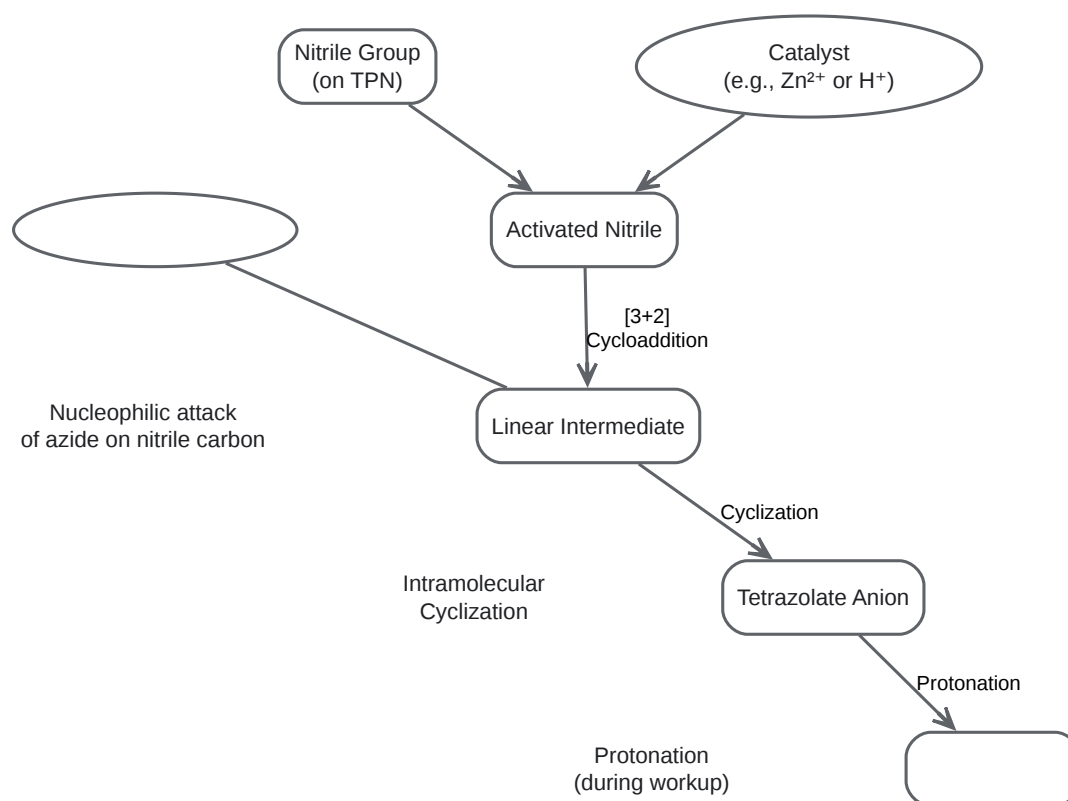 Nitrile Group
(on TPN)
Catalyst
(e.g., Zn²⁺ or H⁺)
Activated Nitrile
[3+2]
Cycloaddition
Nucleophilic attack
of azide on nitrile carbon
Linear Intermediate
Cyclization
Intramolecular
Cyclization
Tetrazolate Anion
Protonation
Protonation
(during workup)